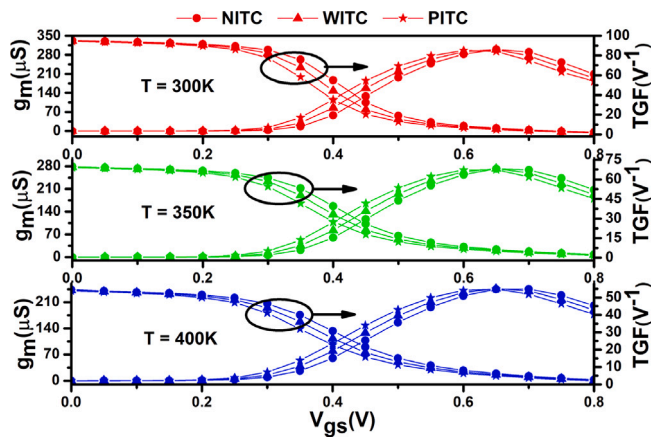 NITC WITC PITC
350 100
280 80
210 60
140 40
70 20
0 0
gm(μS) T = 300K TGF(V-1)
0.0 0.2 0.4 0.6 0.8
280 75
210 60
140 45
70 30
0 15
0
gm(μS) T = 350K TGF(V-1)
0.0 0.2 0.4 0.6 0.8
210 50
140 40
70 30
0 20
10
0
gm(μS) T = 400K TGF(V-1)
0.0 0.2 0.4 0.6 0.8
Vgs(V)